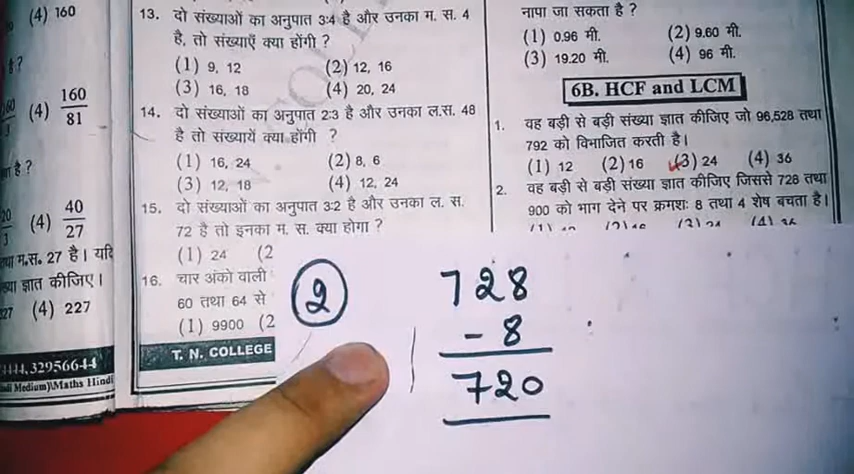 (4) 160
है?
(4) 160/81
है?
(4) 40/27
म.स. 27 है। यदि
ज्ञात कीजिए।
(4) 227
13. दो संख्याओं का अनुपात 3:4 है और उनका म. स. 4
है, तो संख्याएँ क्या होंगी ?
(1) 9, 12 (2) 12, 16
(3) 16, 18 (4) 20, 24
14. दो संख्याओं का अनुपात 2:3 है और उनका ल.स. 48
है तो संख्यायें क्या होंगी ?
(1) 16, 24 (2) 8, 6
(3) 12, 18 (4) 12, 24
15. दो संख्याओं का अनुपात 3:2 है और उनका ल. स.
72 है तो इनका म. स. क्या होगा ?
(1) 24 (2
16. चार अंको वाली
60 तथा 64 से
(1) 9900 (2
T. N. COLLEGE
नापा जा सकता है ?
(1) 0.96 मी. (2) 9.60 मी.
(3) 19.20 मी. (4) 96 मी.
6B. HCF and LCM
1. वह बड़ी से बड़ी संख्या ज्ञात कीजिए जो 96,528 तथा
792 को विभाजित करती है।
(1) 12 (2) 16 (3) 24 (4) 36
2. वह बड़ी से बड़ी संख्या ज्ञात कीजिए जिससे 728 तथा
900 को भाग देने पर क्रमशः 8 तथा 4 शेष बचता है।
2
728
- 8
720